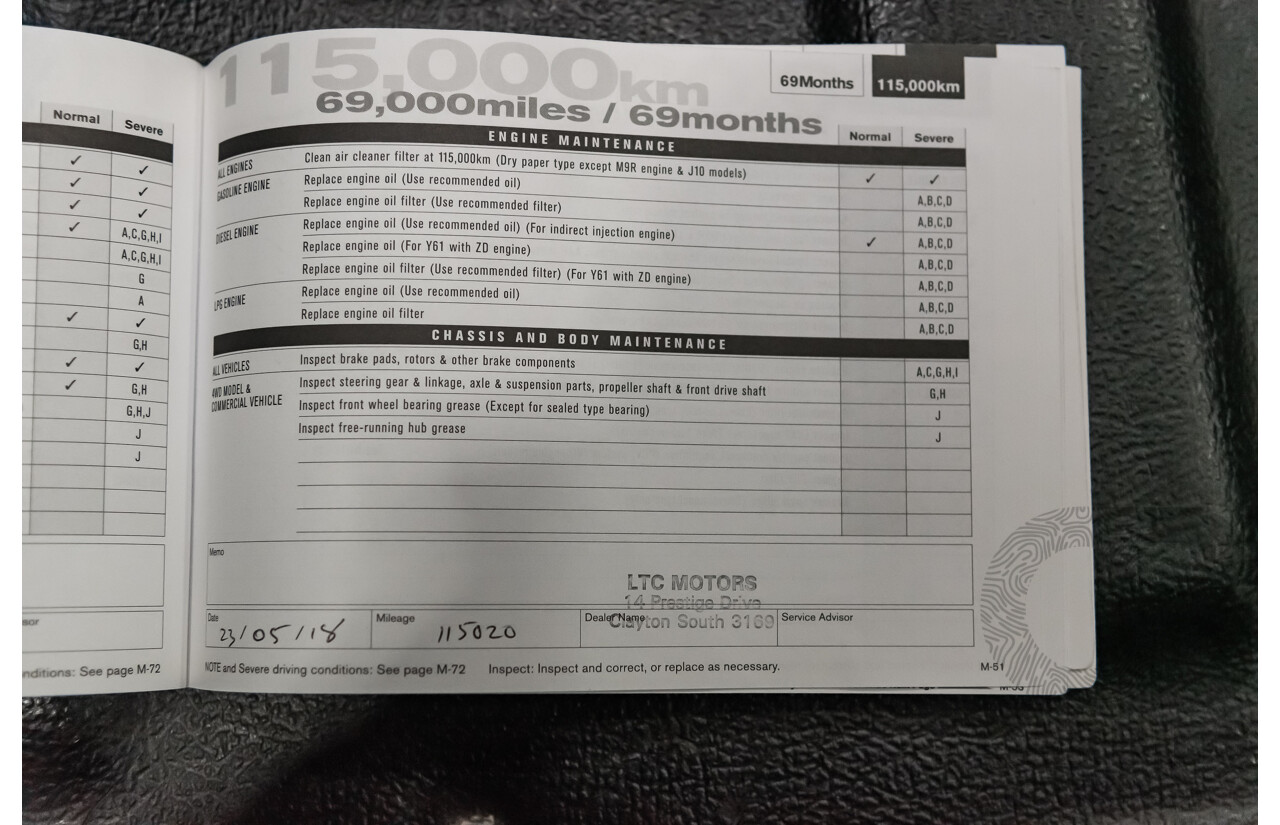 Normal Severe
✓ ✓
✓ ✓
✓ ✓
✓ A,C,G,H,I
A,C,G,H,I
G
A
✓ ✓
G,H
✓ ✓
✓ G,H
G,H,J
J
J
sor
nditions: See page M-72
115,000km
69,000miles / 69months
69Months 115,000km
ENGINE MAINTENANCE Normal Severe
ALL ENGINES Clean air cleaner filter at 115,000km (Dry paper type except M9R engine & J10 models) ✓ ✓
GASOLINE ENGINE Replace engine oil (Use recommended oil) A,B,C,D
Replace engine oil filter (Use recommended filter) A,B,C,D
DIESEL ENGINE Replace engine oil (Use recommended oil) (For indirect injection engine) ✓ A,B,C,D
Replace engine oil (For Y61 with ZD engine) A,B,C,D
Replace engine oil filter (Use recommended filter) (For Y61 with ZD engine) A,B,C,D
LPG ENGINE Replace engine oil (Use recommended oil) A,B,C,D
Replace engine oil filter A,B,C,D
CHASSIS AND BODY MAINTENANCE
ALL VEHICLES Inspect brake pads, rotors & other brake components A,C,G,H,I
4WD MODEL & COMMERCIAL VEHICLE Inspect steering gear & linkage, axle & suspension parts, propeller shaft & front drive shaft G,H
Inspect front wheel bearing grease (Except for sealed type bearing) J
Inspect free-running hub grease J
Memo
LTC MOTORS
14 Prestige Drive
Clayton South 3169
Date 23/05/18 Mileage 115020 Dealer Name Service Advisor
NOTE and Severe driving conditions: See page M-72 Inspect: Inspect and correct, or replace as necessary. M-51